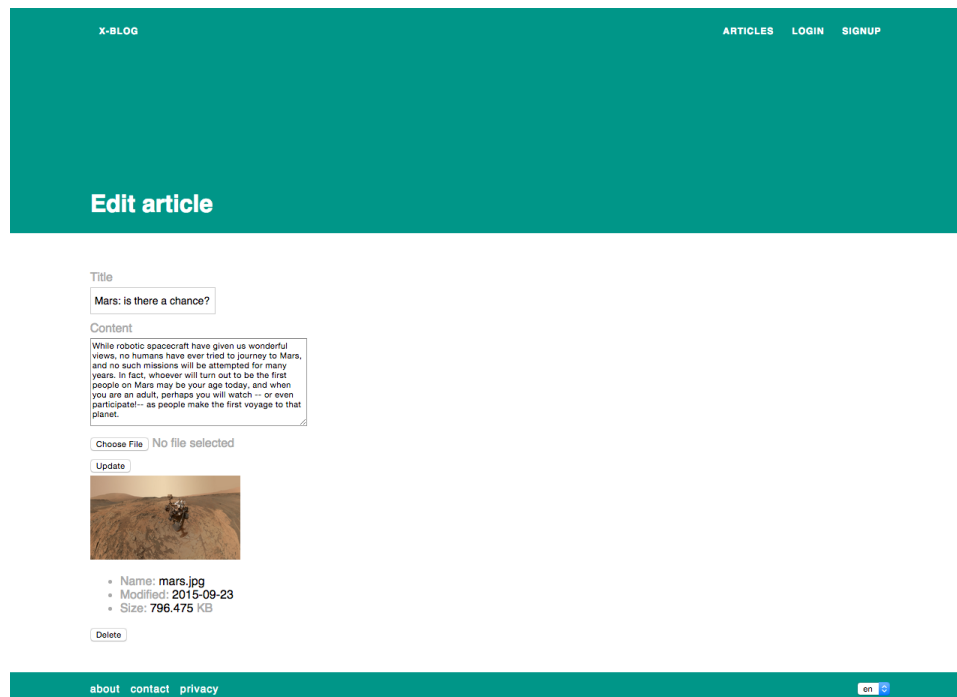 X-BLOG ARTICLES LOGIN SIGNUP
Edit article
Title
Mars: is there a chance?
Content
While robotic spacecraft have given us wonderful
views, no humans have ever tried to journey to Mars,
and no such missions will be attempted for many
years. In fact, whoever will turn out to be the first
people on Mars may be your age today, and when
you are an adult, perhaps you will watch -- or even
participate!-- as people make the first voyage to that
planet.
Choose File No file selected
Update
Name: mars.jpg
Modified: 2015-09-23
Size: 796.475 KB
Delete
about contact privacy en